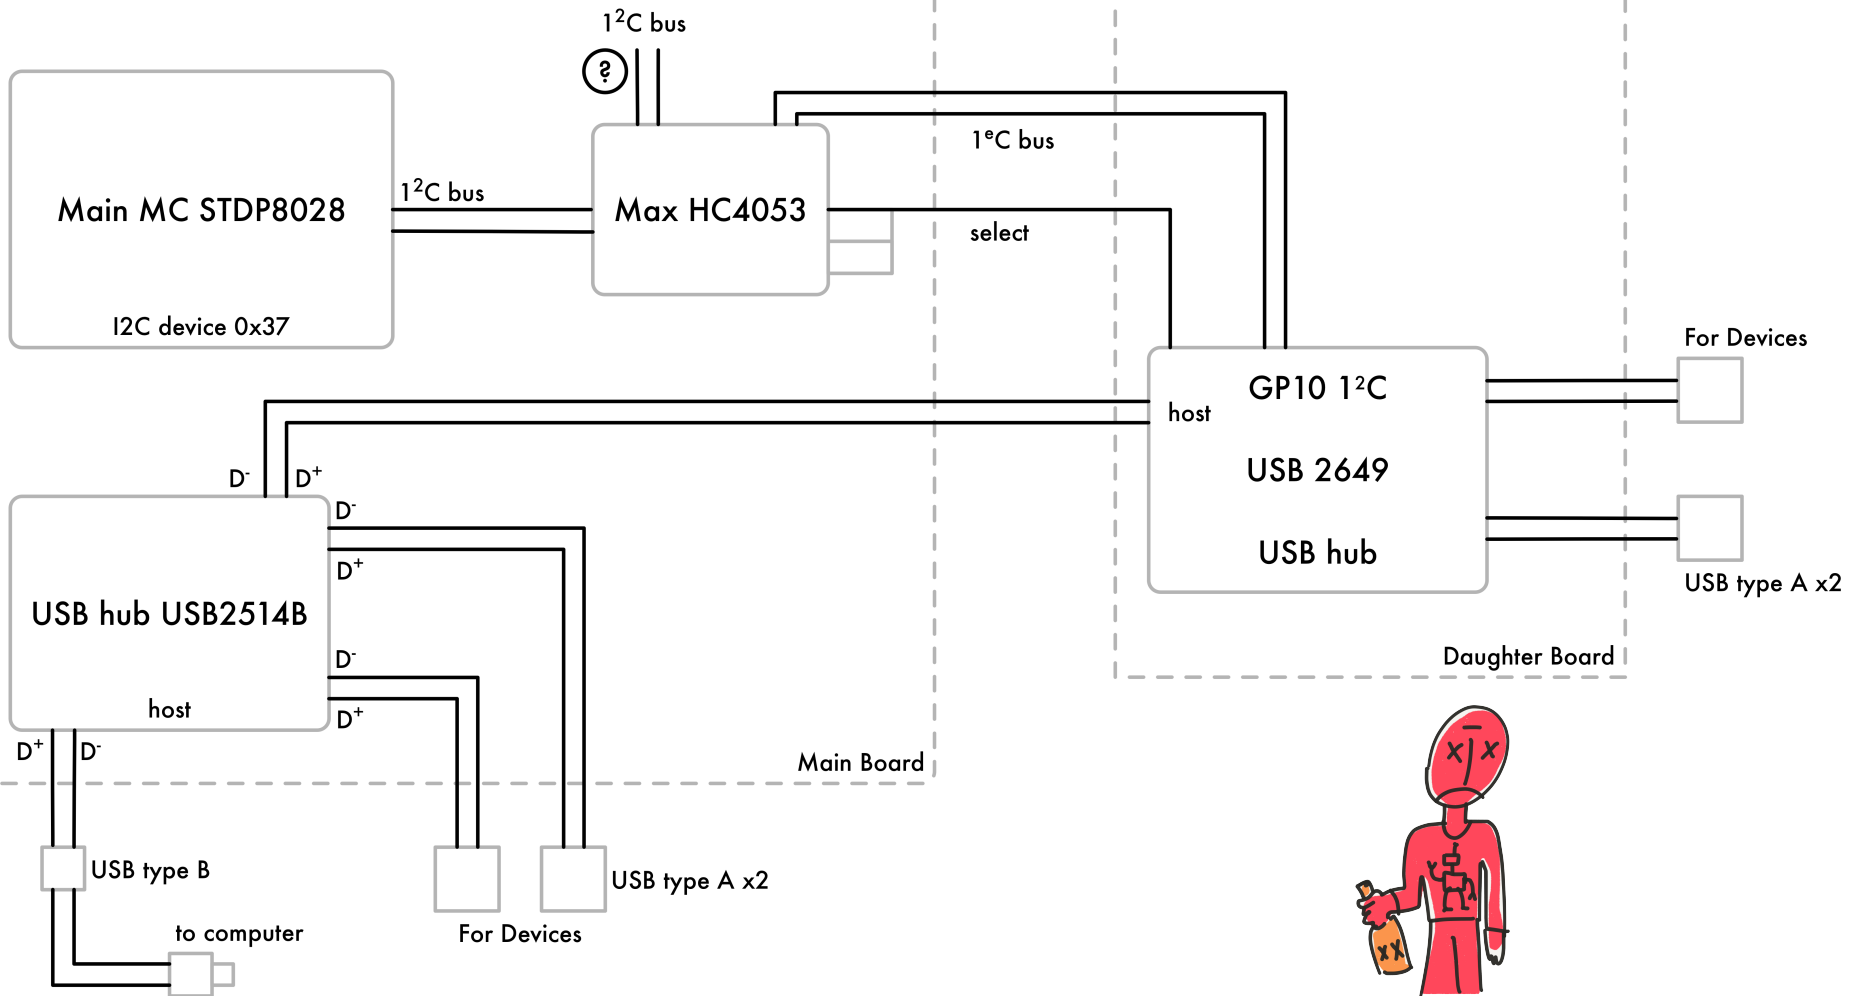 1²C bus
?
1²C bus
Main MC STDP8028
I2C device 0x37
Max HC4053
1ᵉC bus
select
For Devices
GP10 1²C
host
USB 2649
USB hub
USB type A x2
Daughter Board
D⁻
D⁺
D⁻
D⁺
USB hub USB2514B
D⁻
D⁺
host
D⁺
D⁻
Main Board
USB type B
USB type A x2
to computer
For Devices
x x
XX